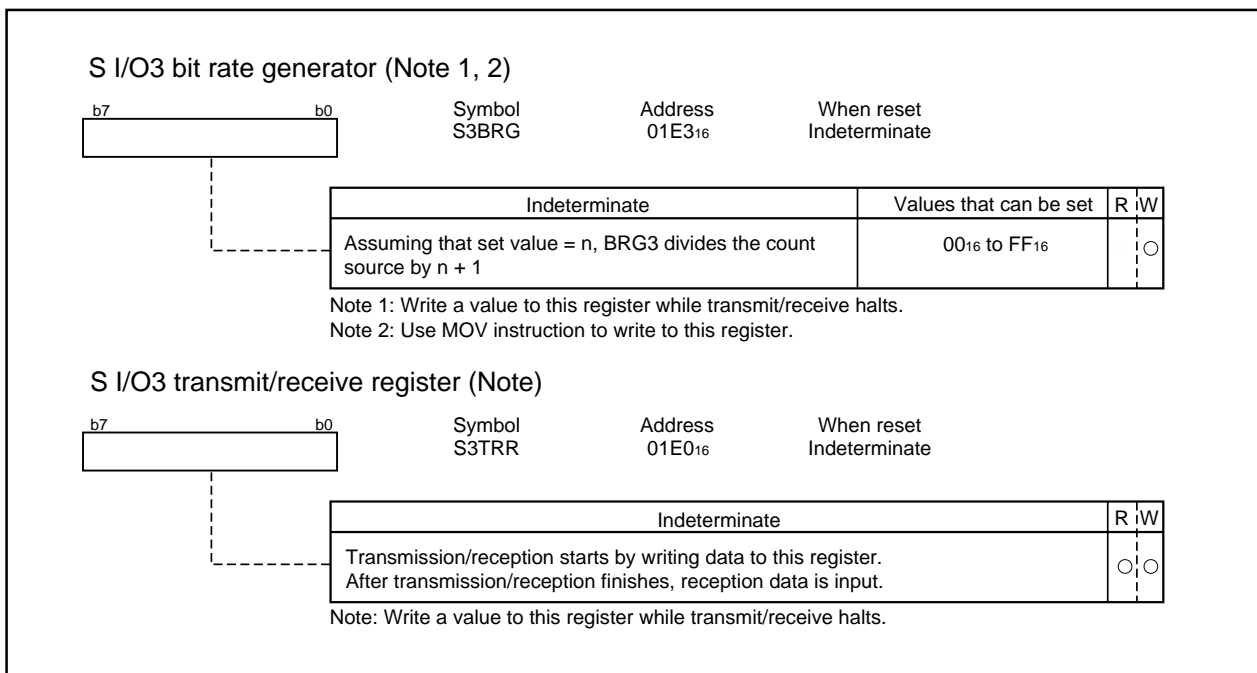 S I/O3 bit rate generator (Note 1, 2)
b7 b0 Symbol Address When reset
S3BRG 01E316 Indeterminate
Indeterminate Values that can be set R W
Assuming that set value = n, BRG3 divides the count 0016 to FF16
source by n + 1
Note 1: Write a value to this register while transmit/receive halts.
Note 2: Use MOV instruction to write to this register.
S I/O3 transmit/receive register (Note)
b7 b0 Symbol Address When reset
S3TRR 01E016 Indeterminate
Indeterminate R W
Transmission/reception starts by writing data to this register.
After transmission/reception finishes, reception data is input.
Note: Write a value to this register while transmit/receive halts.